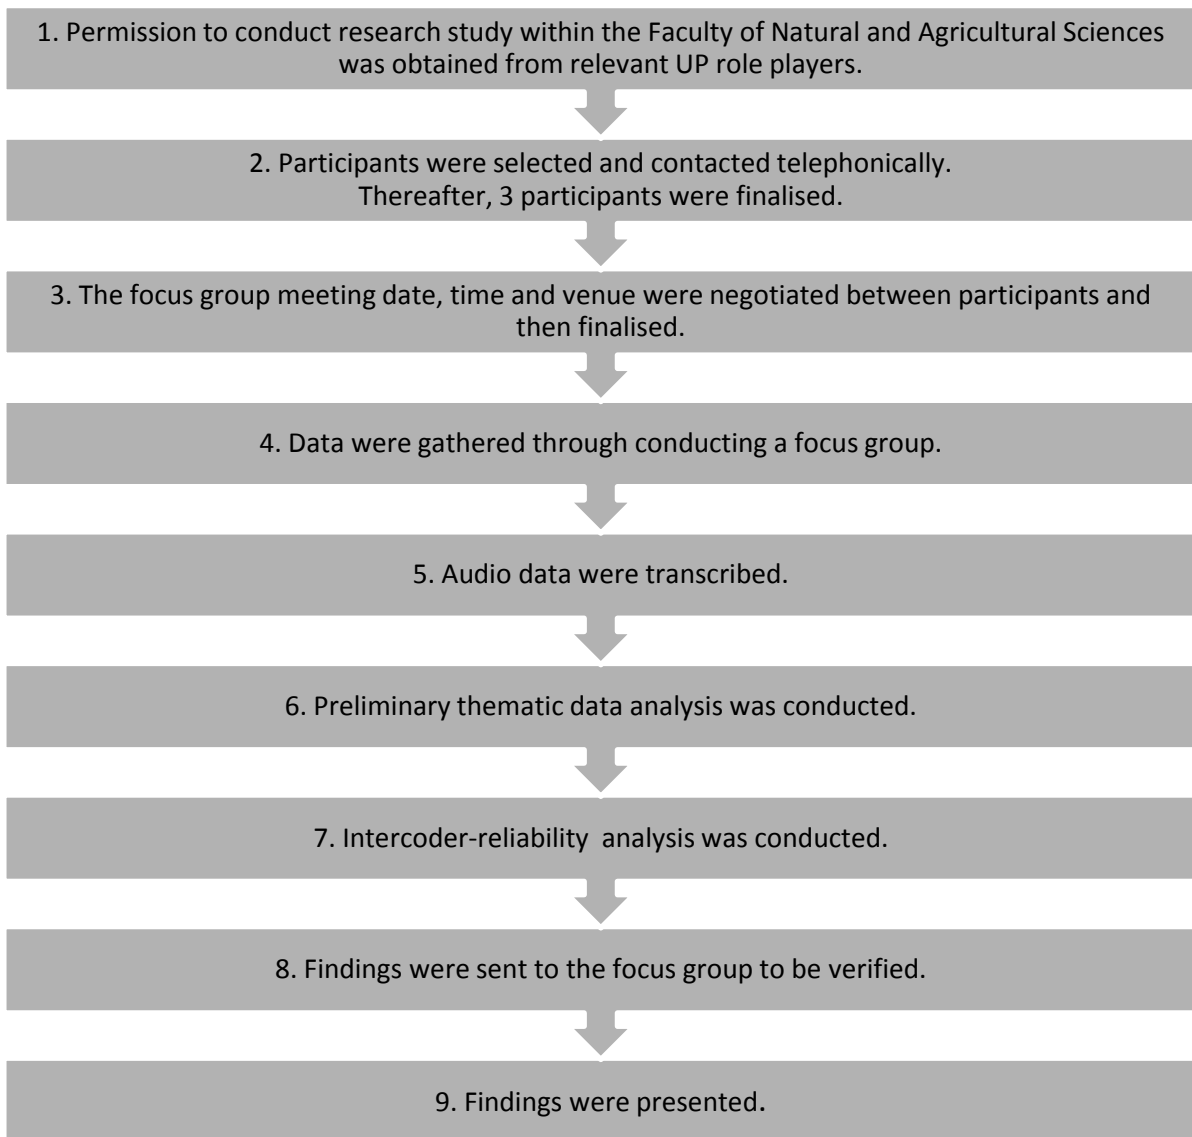 1. Permission to conduct research study within the Faculty of Natural and Agricultural Sciences
was obtained from relevant UP role players.
2. Participants were selected and contacted telephonically.
Thereafter, 3 participants were finalised.
3. The focus group meeting date, time and venue were negotiated between participants and
then finalised.
4. Data were gathered through conducting a focus group.
5. Audio data were transcribed.
6. Preliminary thematic data analysis was conducted.
7. Intercoder-reliability  analysis was conducted.
8. Findings were sent to the focus group to be verified.
9. Findings were presented.